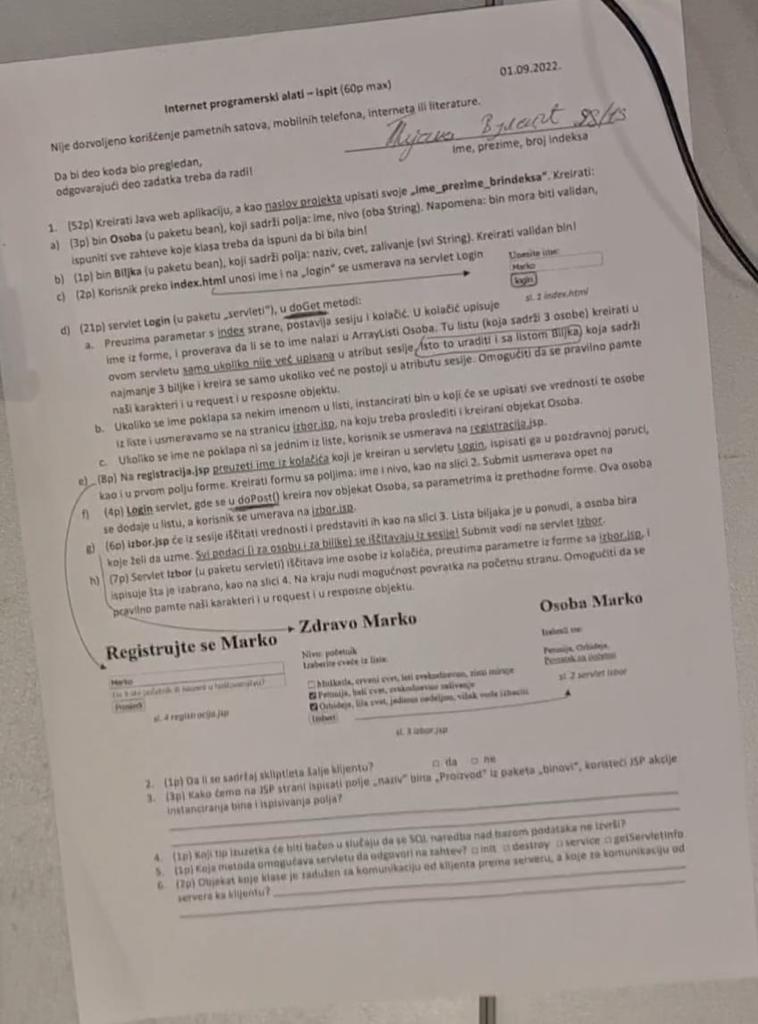 01.09.2022.
Internet programerski alati – ispit (60p max)
Nije dozvoljeno korišćenje pametnih satova, mobilnih telefona, interneta ili literature.
98/18
Ime, prezime, broj indeksa
Da bi deo koda bio pregledan,
odgovarajući deo zadatka treba da radi!
1. (52p) Kreirati Java web aplikaciju, a kao naslov projekta upisati svoje „Ime_prezime_brindeksa“. Kreirati:
a) (3p) bin Osoba (u paketu bean), koji sadrži polja: ime, nivo (oba String). Napomena: bin mora biti validan,
ispuniti sve zahteve koje klasa treba da ispuni da bi bila bin!
b) (1p) bin Biljka (u paketu bean), koji sadrži polja: naziv, cvet, zalivanje (svi String). Kreirati validan bin!
c) (2p) Korisnik preko index.html unosi ime i na „login“ se usmerava na servlet Login
Unesite ime:
Marko
login
sl. 1 index.html
d) (21p) servlet Login (u paketu „servleti“), u doGet metodi:
a. Preuzima parametar s index strane, postavlja sesiju i kolačić. U kolačić upisuje
ime iz forme, i proverava da li se to ime nalazi u ArrayListi Osoba. Tu listu (koja sadrži 3 osobe) kreirati u
ovom servletu samo ukoliko nije već upisana u atribut sesije. Isto to uraditi i sa listom Biljka, koja sadrži
najmanje 3 biljke i kreira se samo ukoliko već ne postoji u atributu sesije. Omogućiti da se pravilno pamte
naši karakteri i u request i u respons objektu.
b. Ukoliko se ime poklapa sa nekim imenom u listi, instancirati bin u koji će se upisati sve vrednosti te osobe
iz liste i usmeravamo se na stranicu izbor.jsp, na koju treba proslediti i kreirani objekat Osoba.
c. Ukoliko se ime ne poklapa ni sa jednim iz liste, korisnik se usmerava na registracija.jsp.
e) (8p) Na registracija.jsp preuzeti ime iz kolačića koji je kreiran u servletu Login, ispisati ga u pozdravnoj poruci,
kao i u prvom polju forme. Kreirati formu sa poljima: ime i nivo, kao na slici 2. Submit usmerava opet na
f) (4p) Login servlet, gde se u doPost() kreira nov objekat Osoba, sa parametrima iz prethodne forme. Ova osoba
se dodaje u listu, a korisnik se umerava na izbor.jsp.
g) (6p) izbor.jsp će iz sesije iščitati vrednosti i predstaviti ih kao na slici 3. Lista biljaka je u ponudi, a osoba bira
koje želi da uzme. Svi podaci (i za osobu i za biljke) se iščitavaju iz sesije! Submit vodi na servlet Izbor.
h) (7p) Servlet Izbor (u paketu servleti) iščitava ime osobe iz kolačića, preuzima parametre iz forme sa izbor.jsp, i
ispisuje šta je izabrano, kao na slici 4. Na kraju nudi mogućnost povratka na početnu stranu. Omogućiti da se
pravilno pamte naši karakteri i u request i u resposne objektu.
Registrujte se Marko
Marko
sl. 4 registracija.jsp
Zdravo Marko
Nivo: početnik
Izaberite cveće iz liste:
Muškatla, crveni cvet, leti svakodnevno, zimi manje
Petunija, beli cvet, svakodnevno zalivanje
Orhideja, lila cvet, jednom nedeljno, višak vode izbaciti
Izaberi
sl. 3 izbor.jsp
Osoba Marko
Izabrali ste:
Petunija, Orhideja,
Povratak na početnu
sl. 2 servlet izbor
2. (1p) Da li se sadržaj skliptleta šalje klijentu? □ da □ ne
3. (3p) Kako ćemo na JSP strani ispisati polje „naziv“ bina „Proizvod“ iz paketa „binovi“, koristeći JSP akcije
instanciranja bina i ispisivanja polja?
4. (1p) Koji tip izuzetka će biti bačen u slučaju da se SQL naredba nad bazom podataka ne izvrši?
5. (1p) Koja metoda omogućava servletu da odgovori na zahtev? □ init □ destroy □ service □ getServletInfo
6. (2p) Objekat koje klase je zadužen za komunikaciju od klijenta prema serveru, a koje za komunikaciju od
servera ka klijentu?